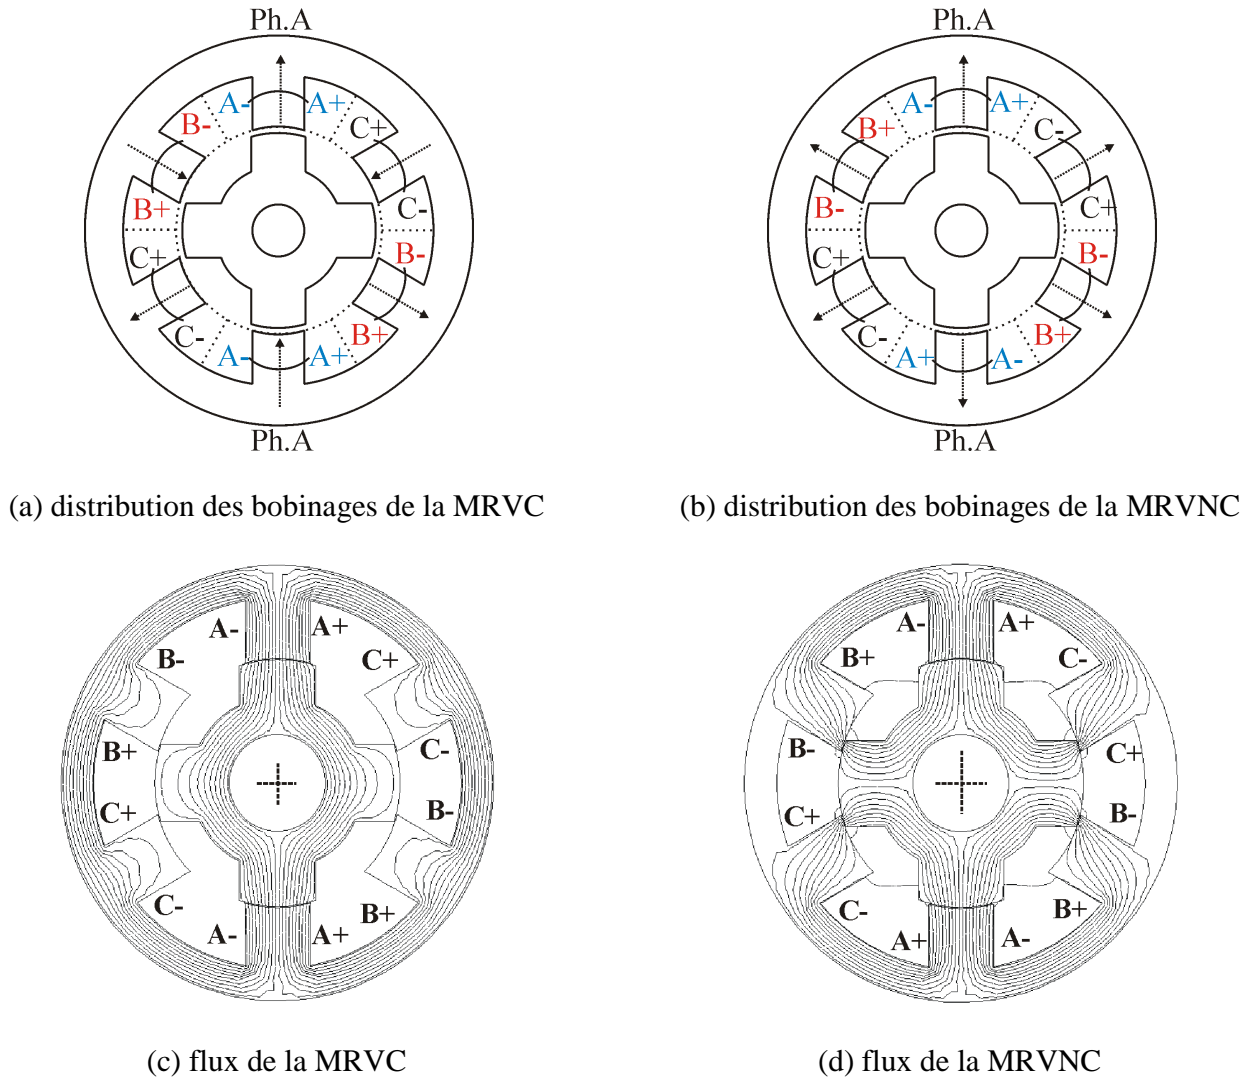 Ph.A Ph.A
A- A+ A- A+
B- C+ B+ C-
B+ C- B- C+
C+ B- C+ B-
C- B+ C- B+
A- A+ A+ A-
Ph.A Ph.A
(a) distribution des bobinages de la MRVC (b) distribution des bobinages de la MRVNC
A- A+ A- A+
B- C+ B+ C-
B+ C- B- C+
C+ B- C+ B-
C- B+ C- B+
A- A+ A+ A-
(c) flux de la MRVC (d) flux de la MRVNC